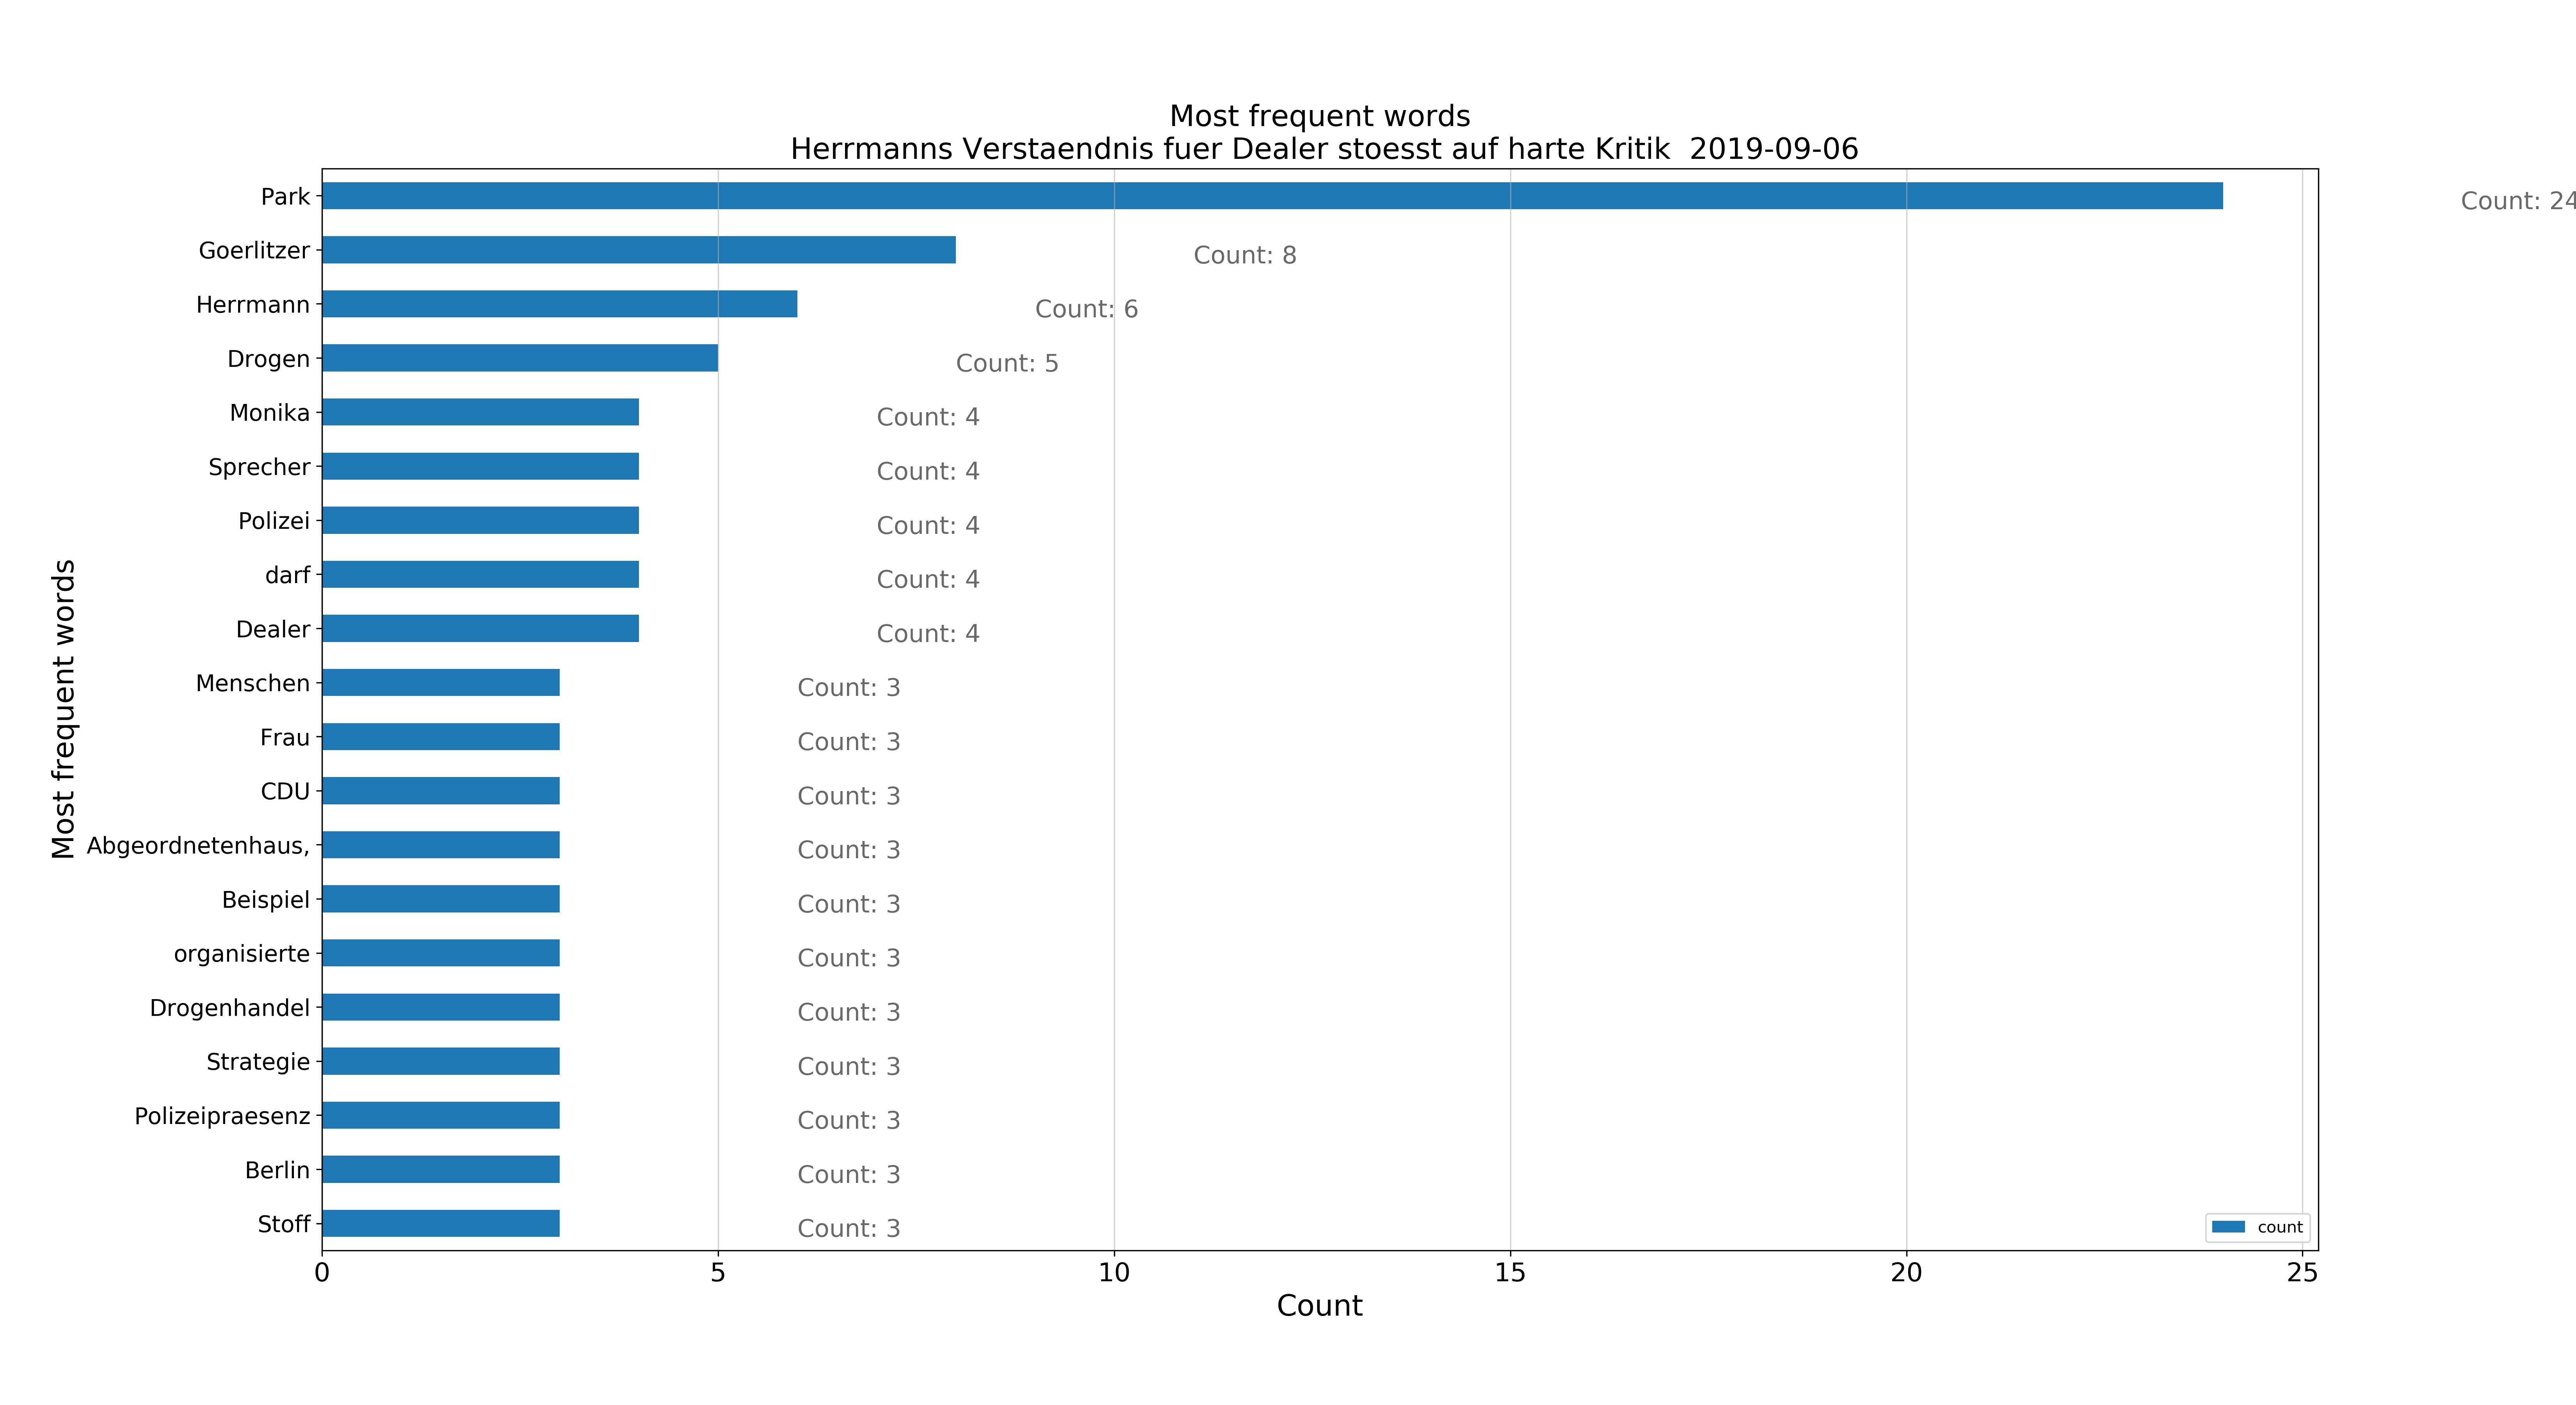 Most frequent words
Herrmanns Verstaendnis fuer Dealer stoesst auf harte Kritik  2019-09-06
Most frequent words
Park Count: 24
Goerlitzer Count: 8
Herrmann Count: 6
Drogen Count: 5
Monika Count: 4
Sprecher Count: 4
Polizei Count: 4
darf Count: 4
Dealer Count: 4
Menschen Count: 3
Frau Count: 3
CDU Count: 3
Abgeordnetenhaus, Count: 3
Beispiel Count: 3
organisierte Count: 3
Drogenhandel Count: 3
Strategie Count: 3
Polizeipraesenz Count: 3
Berlin Count: 3
Stoff Count: 3
count
0 5 10 15 20 25
Count